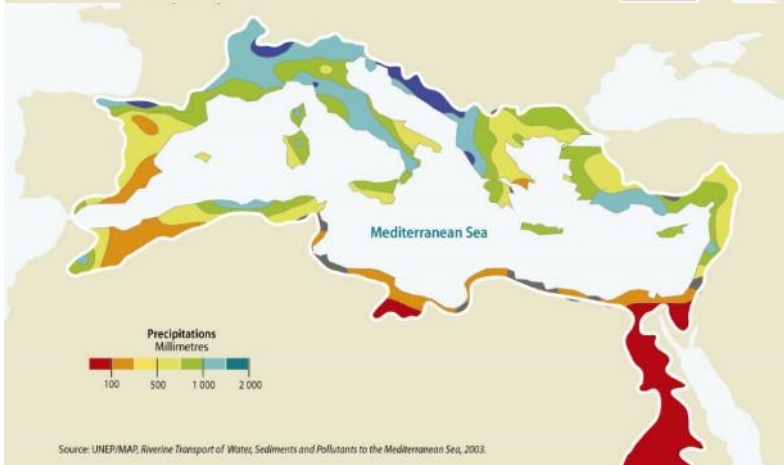 Mediterranean Sea
Precipitations
Millimetres
100 500 1 000 2 000
Source: UNEP/MAP, Riverine Transport of Water, Sediments and Pollutants to the Mediterranean Sea, 2003.